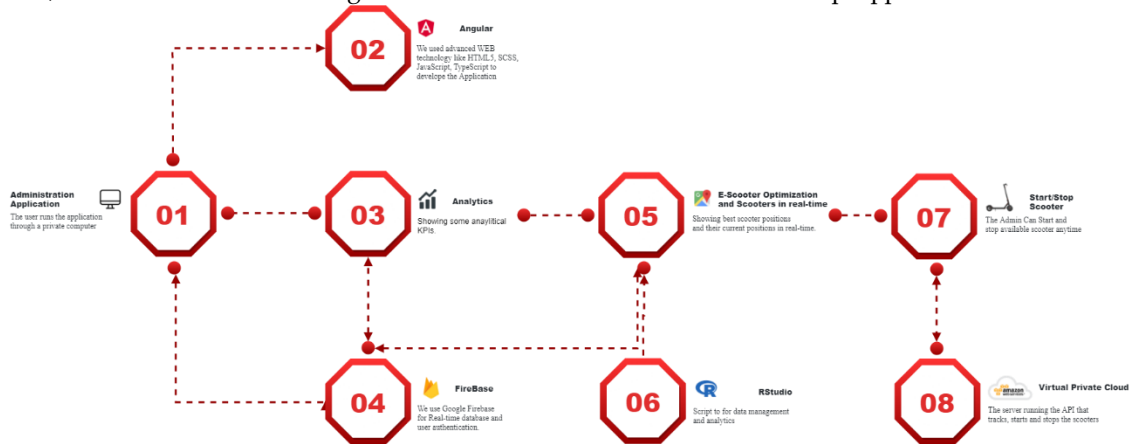 02
Angular
We used advanced WEB
technology like HTML5, SCSS,
JavaScript, TypeScript to
develope the Application
Administration
Application
The user runs the application
through a private computer
01
03
Analytics
Showing some anaylitical
KPIs.
05
E-Scooter Optimization
and Scooters in real-time
Showing best scooter positions
and their current positions in real-time.
07
Start/Stop
Scooter
The Admin Can Start and
stop available scooter anytime
04
FireBase
We use Google Firebase
for Real-time database and
user authentication.
06
RStudio
Script for data management
and analytics
08
amazon
Virtual Private Cloud
The server running the API that
tracks, starts and stops the scooters